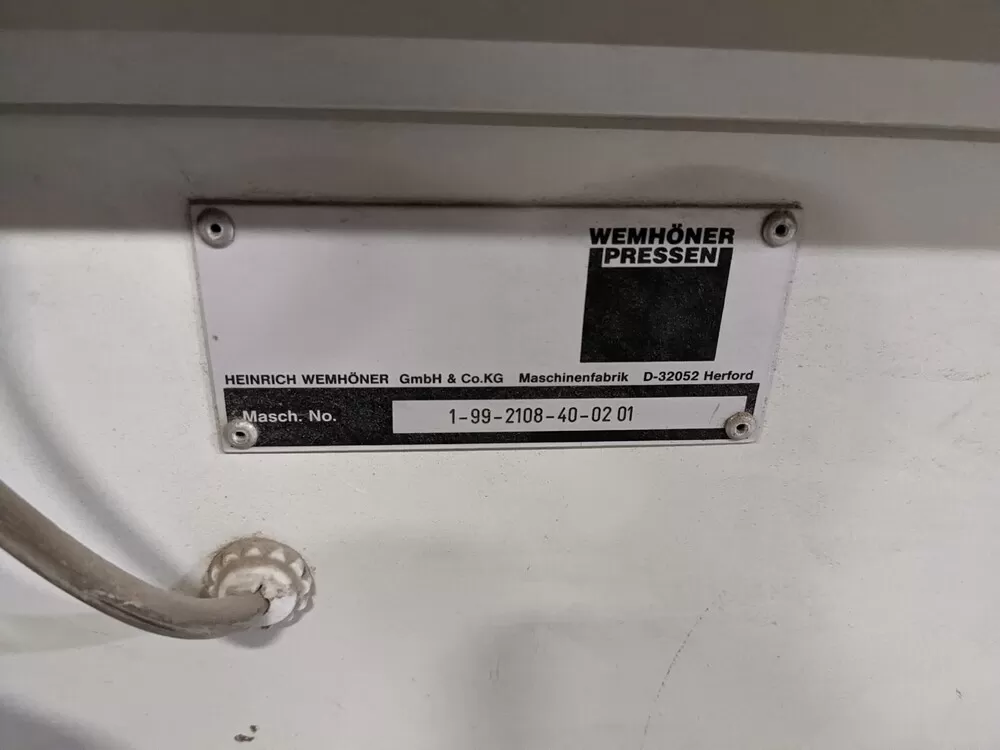 WEMHÖNER
PRESSEN
HEINRICH WEMHÖNER GmbH & Co.KG Maschinenfabrik D-32052 Herford
Masch. No. 1-99-2108-40-02 01